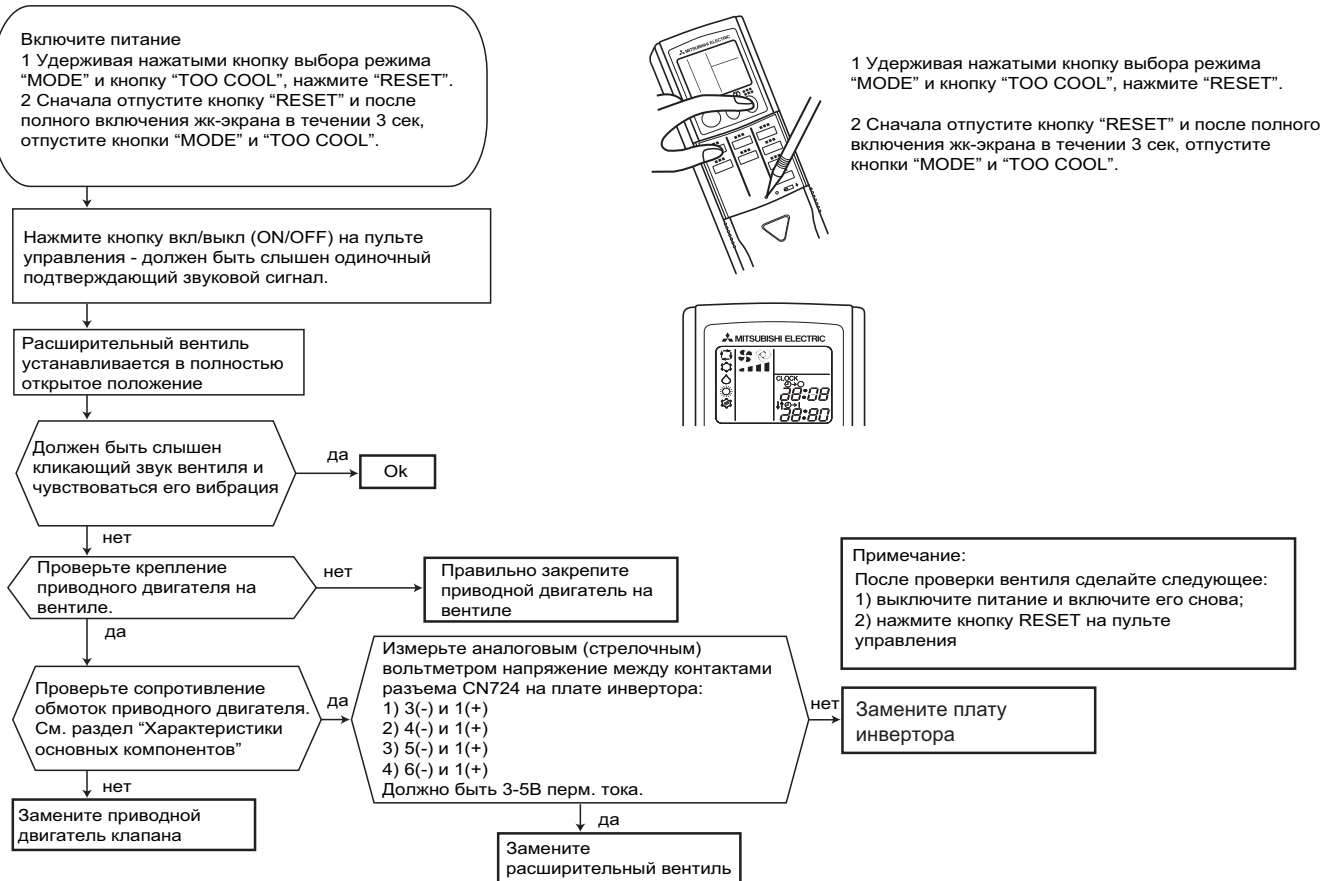 Включите питание
1 Удерживая нажатыми кнопку выбора режима
“MODE” и кнопку “TOO COOL”, нажмите “RESET”.
2 Сначала отпустите кнопку “RESET” и после
полного включения жк-экрана в течении 3 сек,
отпустите кнопки “MODE” и “TOO COOL”.
MITSUBISHI ELECTRIC
1 Удерживая нажатыми кнопку выбора режима
“MODE” и кнопку “TOO COOL”, нажмите “RESET”.
2 Сначала отпустите кнопку “RESET” и после полного
включения жк-экрана в течении 3 сек, отпустите
кнопки “MODE” и “TOO COOL”.
Нажмите кнопку вкл/выкл (ON/OFF) на пульте
управления - должен быть слышен одиночный
подтверждающий звуковой сигнал.
MITSUBISHI ELECTRIC
CLOCK
Расширительный вентиль
устанавливается в полностью
открытое положение
Должен быть слышен
кликающий звук вентиля и
чувствоваться его вибрация
да
Ok
нет
Проверьте крепление
приводного двигателя на
вентиле.
нет
Правильно закрепите
приводной двигатель на
вентиле
Примечание:
После проверки вентиля сделайте следующее:
1) выключите питание и включите его снова;
2) нажмите кнопку RESET на пульте
управления
да
Проверьте сопротивление
обмоток приводного двигателя.
См. раздел “Характеристики
основных компонентов”
да
Измерьте аналоговым (стрелочным)
вольтметром напряжение между контактами
разъема CN724 на плате инвертора:
1) 3(-) и 1(+)
2) 4(-) и 1(+)
3) 5(-) и 1(+)
4) 6(-) и 1(+)
Должно быть 3-5В перм. тока.
нет
Замените плату
инвертора
нет
Замените приводной
двигатель клапана
да
Замените
расширительный вентиль